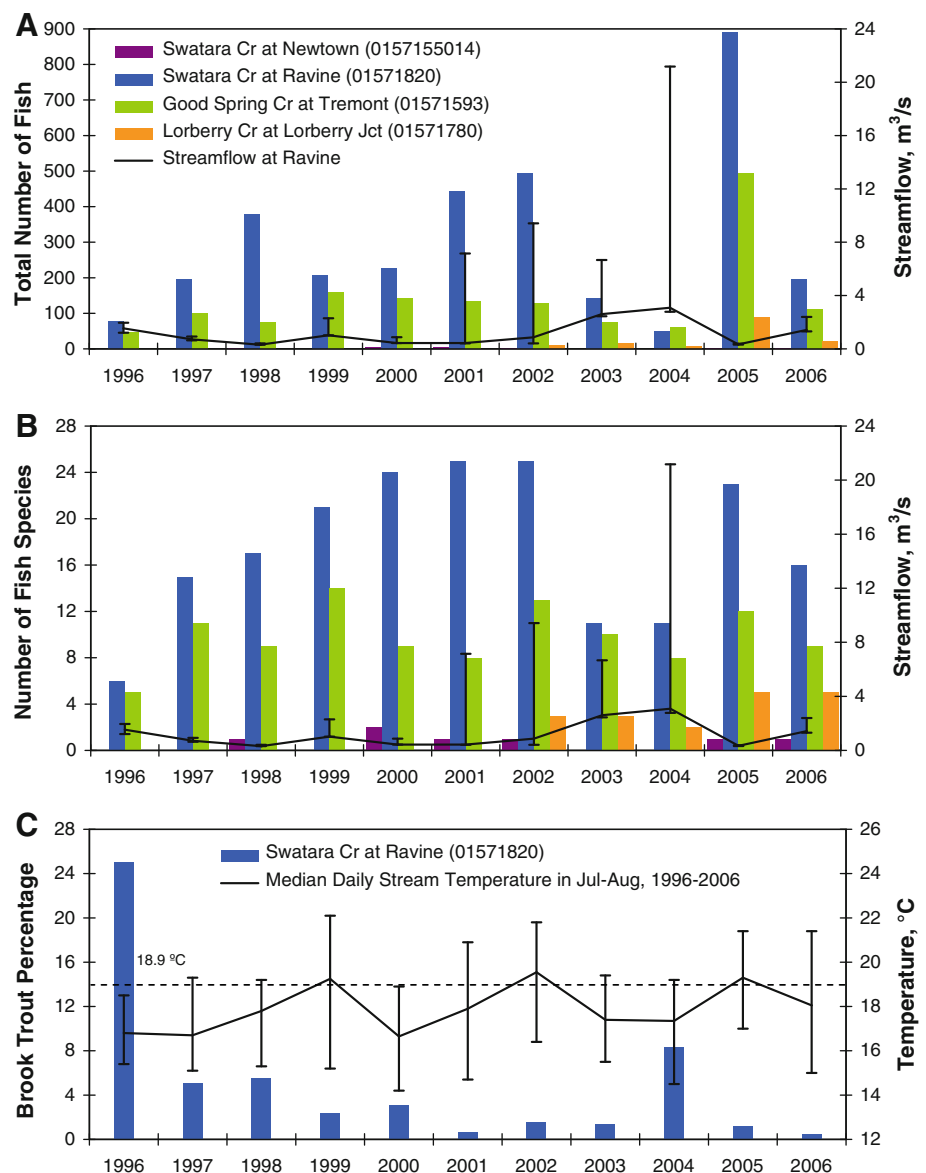 A
Total Number of Fish
900
800
700
600
500
400
300
200
100
0
Swatara Cr at Newtown (0157155014)
Swatara Cr at Ravine (01571820)
Good Spring Cr at Tremont (01571593)
Lorberry Cr at Lorberry Jct (01571780)
Streamflow at Ravine
24
20
16
12
8
4
0
Streamflow, m³/s
1996 1997 1998 1999 2000 2001 2002 2003 2004 2005 2006
B
Number of Fish Species
28
24
20
16
12
8
4
0
24
20
16
12
8
4
0
Streamflow, m³/s
1996 1997 1998 1999 2000 2001 2002 2003 2004 2005 2006
C
Brook Trout Percentage
28
24
20
16
12
8
4
0
Swatara Cr at Ravine (01571820)
Median Daily Stream Temperature in Jul-Aug, 1996-2006
18.9 ºC
26
24
22
20
18
16
14
12
Temperature, °C
1996 1997 1998 1999 2000 2001 2002 2003 2004 2005 2006